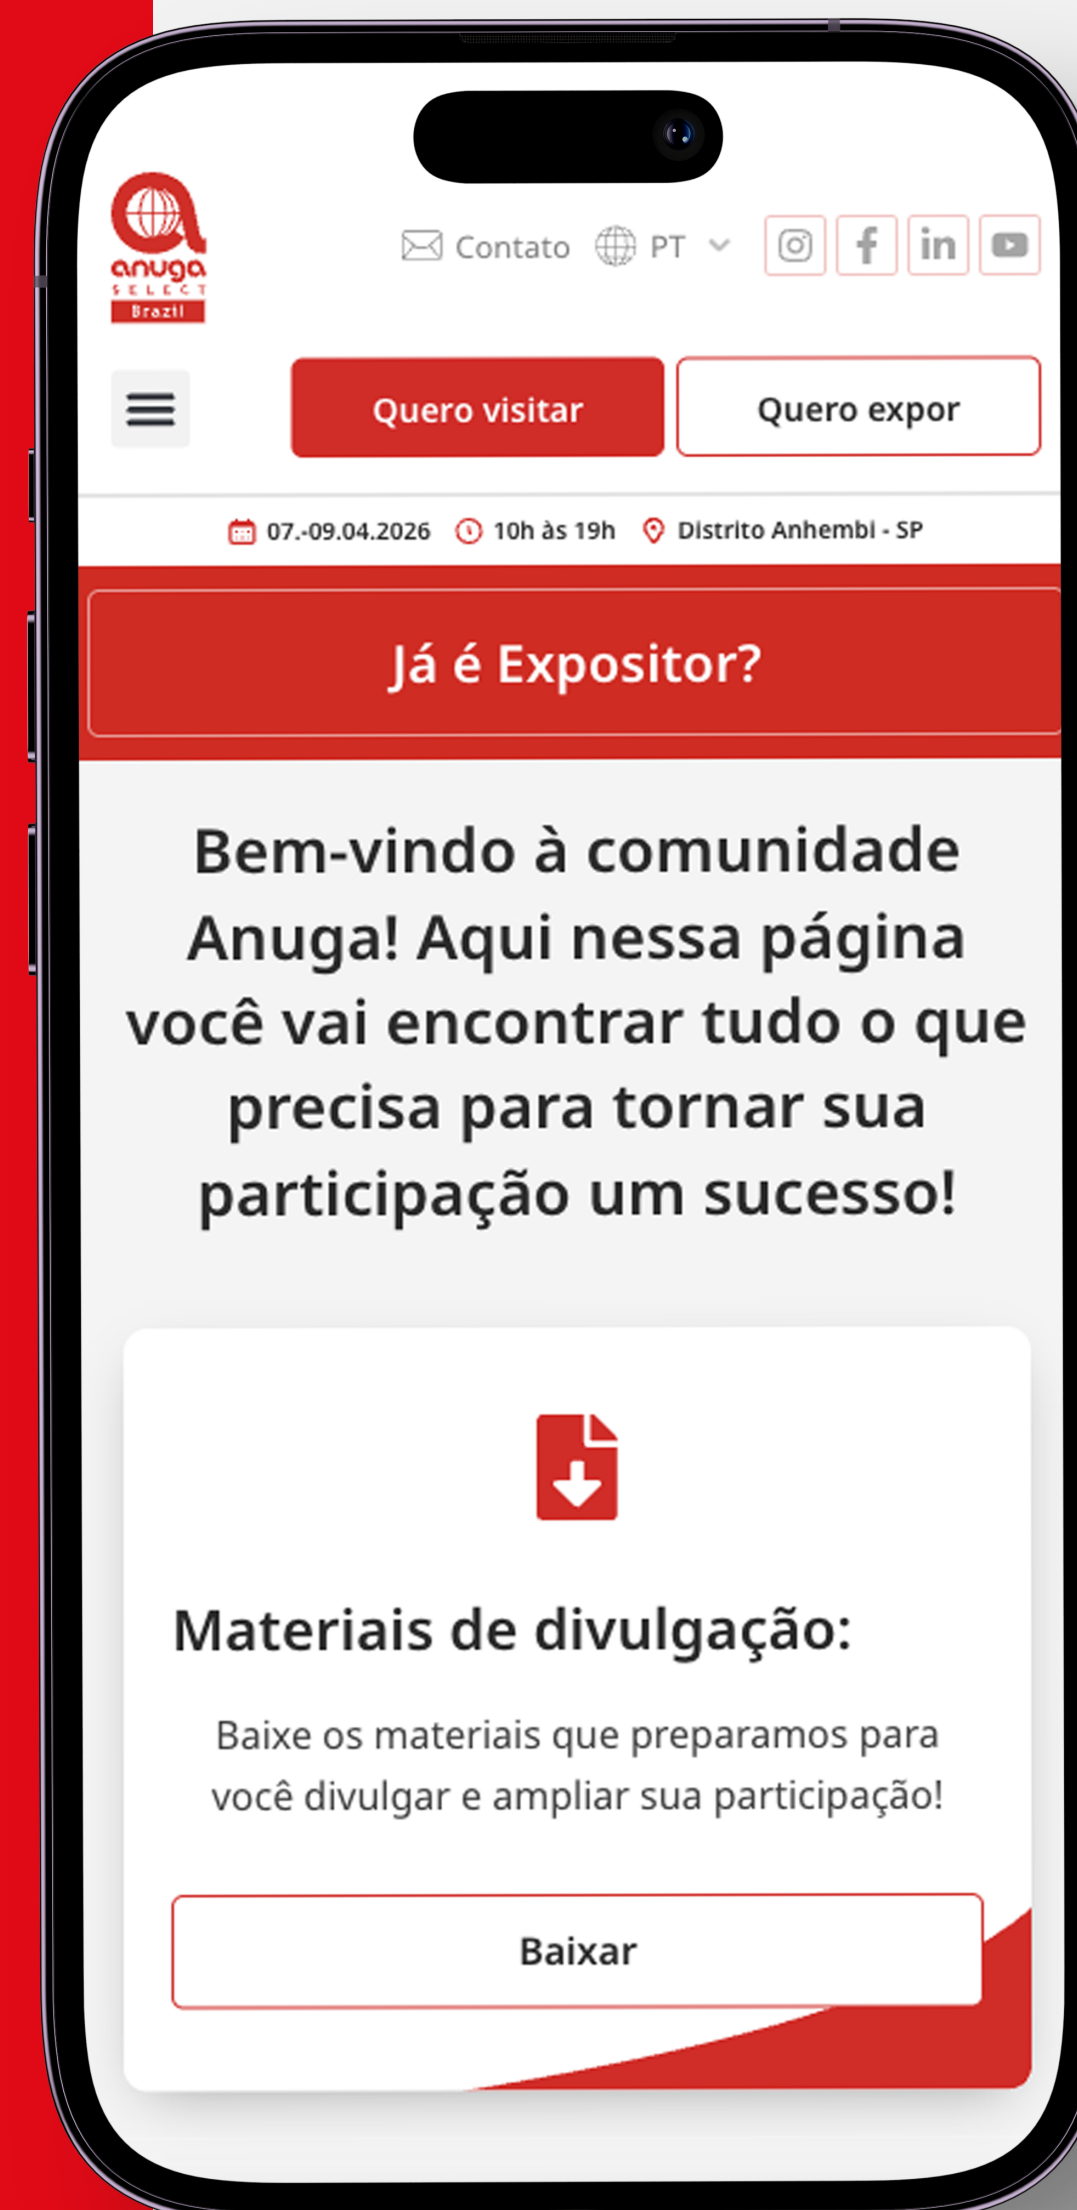 anuga
SELECT
Brazil
Contato
PT
Quero visitar
Quero expor
07.-09.04.2026
10h às 19h
Distrito Anhembi - SP
Já é Expositor?
Bem-vindo à comunidade
Anuga! Aqui nessa página
você vai encontrar tudo o que
precisa para tornar sua
participação um sucesso!
Materiais de divulgação:
Baixe os materiais que preparamos para
você divulgar e ampliar sua participação!
Baixar